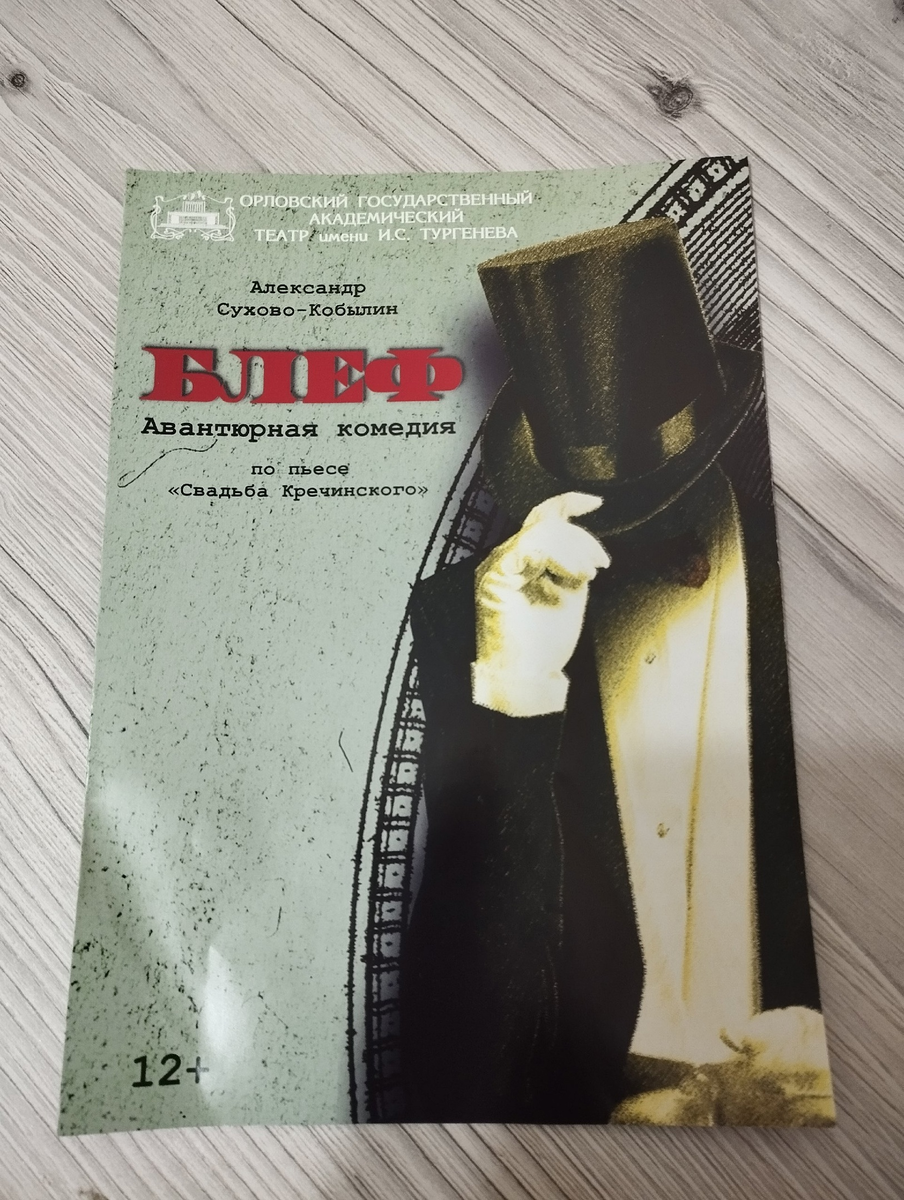 ОРЛОВСКИЙ ГОСУДАРСТВЕННЫЙ
АКАДЕМИЧЕСКИЙ
ТЕАТР имени И.С. ТУРГЕНЕВА
Александр
Сухово-Кобылин
БЛЕФ
Авантюрная комедия
по пьесе
«Свадьба Кречинского»
12+